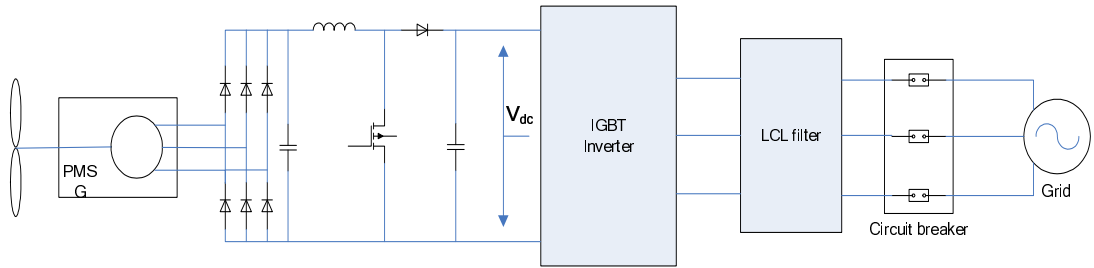 PMS
G
Vdc
IGBT
Inverter
LCL filter
Circuit breaker
Grid